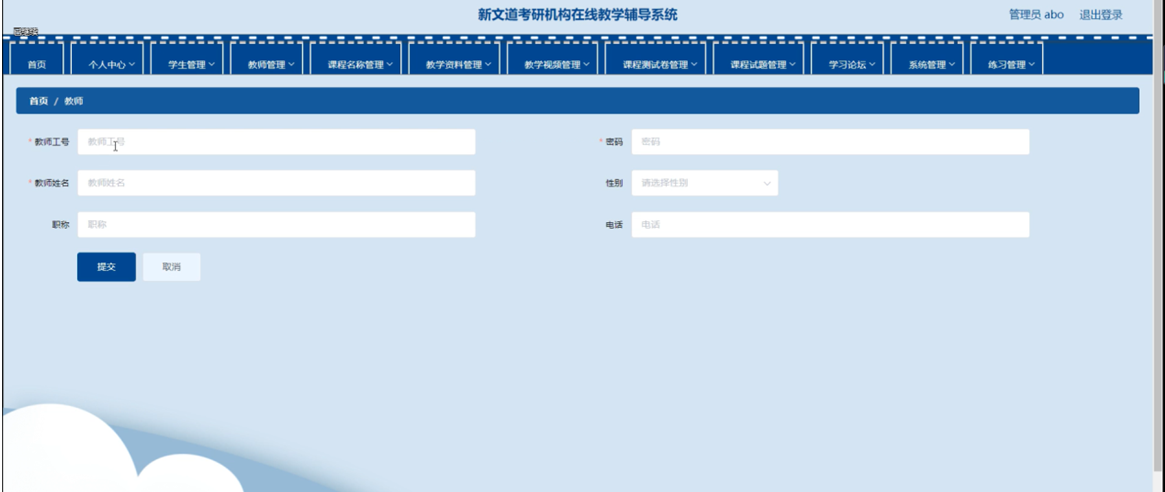 新文道考研机构在线教学辅导系统
管理员 abo 退出登录
首页 个人中心 学生管理 教师管理 课程名称管理 教学资料管理 教学视频管理 课程测试卷管理 课程试题管理 学习论坛 系统管理 练习管理
首页 / 教师
* 教师工号 教师工号 * 密码 密码
* 教师姓名 教师姓名 性别 请选择性别
职称 职称 电话 电话
提交 取消